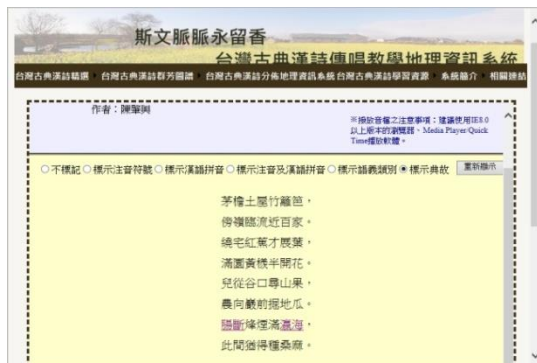 斯文脈脈永留香
台灣古典漢詩傳唱教學地理資訊系統
台灣古典漢詩精選 台灣古典漢詩群芳圖譜 台灣古典漢詩分佈地理資訊系統 台灣古典漢詩學習資源 系統簡介 相關連結
作者：陳肇興
※撥放音檔之注意事項：建議使用IE8.0
以上版本的瀏覽器、Media Player/Quick
Time播放軟體。
不標記 標示注音符號 標示漢語拼音 標示注音及漢語拼音 標示語義類別 標示典故 重新顯示
茅檐土屋竹籬笆，
傍嶺臨流近百家。
繞宅紅蕉才展葉，
滿園黃檨半開花。
兒從谷口尋山果，
農向巖前掘地瓜。
腸斷烽煙滿瀛海，
此間猶得種桑麻。